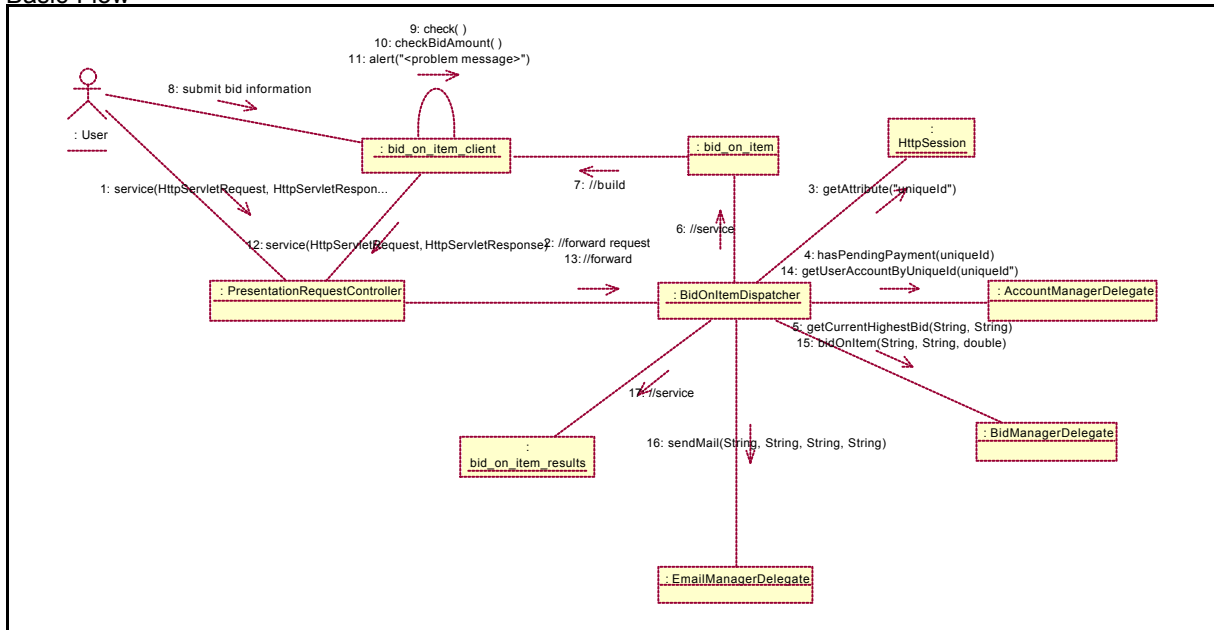 Basic Flow
9: check( )
10: checkBidAmount( )
11: alert("<problem message>")
8: submit bid information
: User
: bid_on_item_client
: bid_on_item
:
HttpSession
1: service(HttpServletRequest, HttpServletRespon...
7: //build
3: getAttribute("uniqueId")
6: //service
12: service(HttpServletRequest, HttpServletResponse)
2: //forward request
13: //forward
4: hasPendingPayment(uniqueId)
14: getUserAccountByUniqueId(uniqueId")
: PresentationRequestController
: BidOnItemDispatcher
: AccountManagerDelegate
5: getCurrentHighestBid(String, String)
15: bidOnItem(String, String, double)
17: //service
16: sendMail(String, String, String, String)
: BidManagerDelegate
:
bid_on_item_results
: EmailManagerDelegate